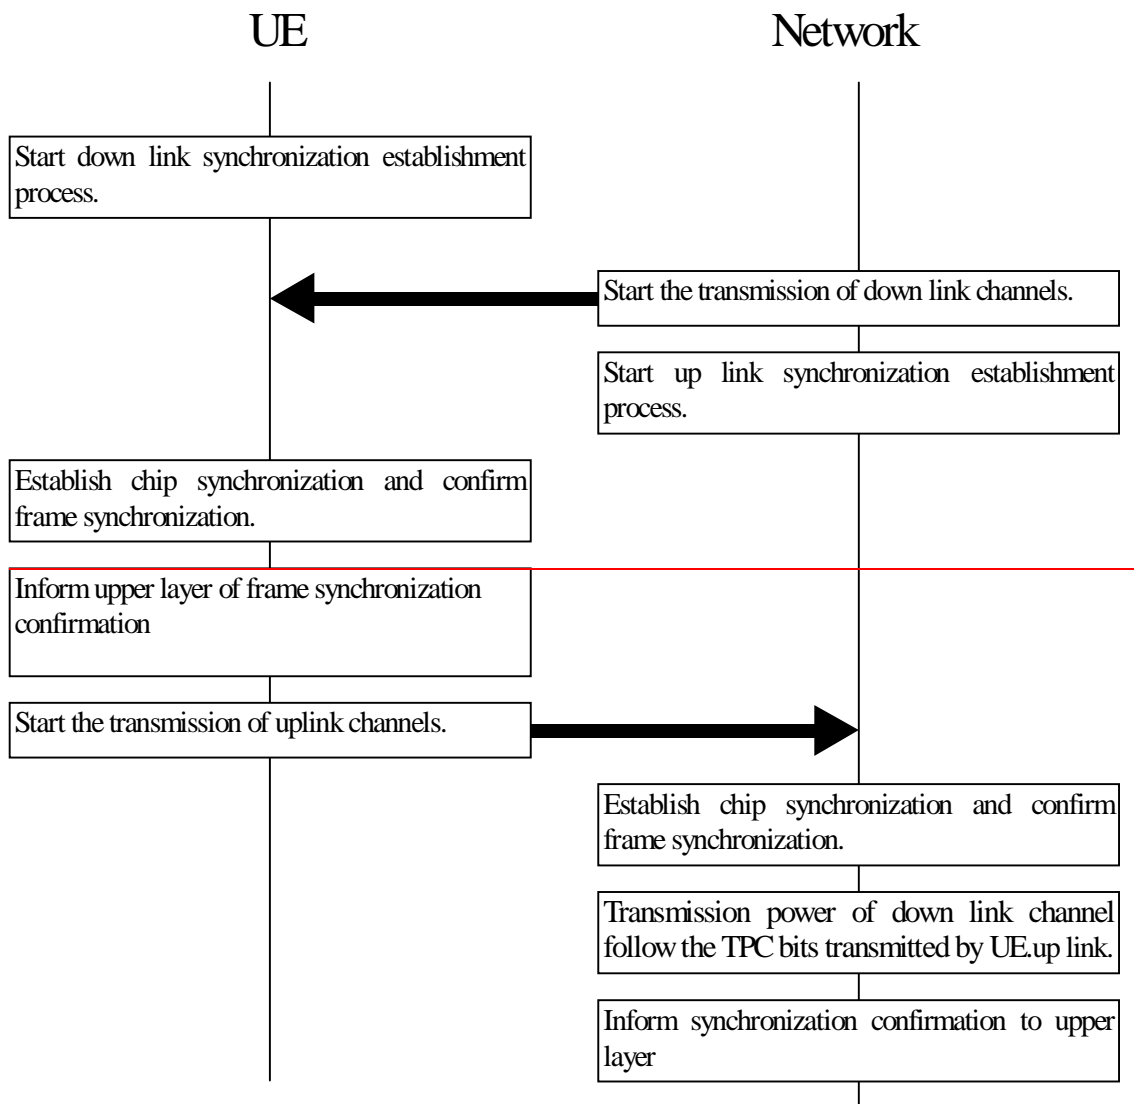 UE
Network
Start down link synchronization establishment
process.
Start the transmission of down link channels.
Start up link synchronization establishment
process.
Establish chip synchronization and confirm
frame synchronization.
Inform upper layer of frame synchronization
confirmation
Start the transmission of uplink channels.
Establish chip synchronization and confirm
frame synchronization.
Transmission power of down link channel
follow the TPC bits transmitted by UE.up link.
Inform synchronization confirmation to upper
layer